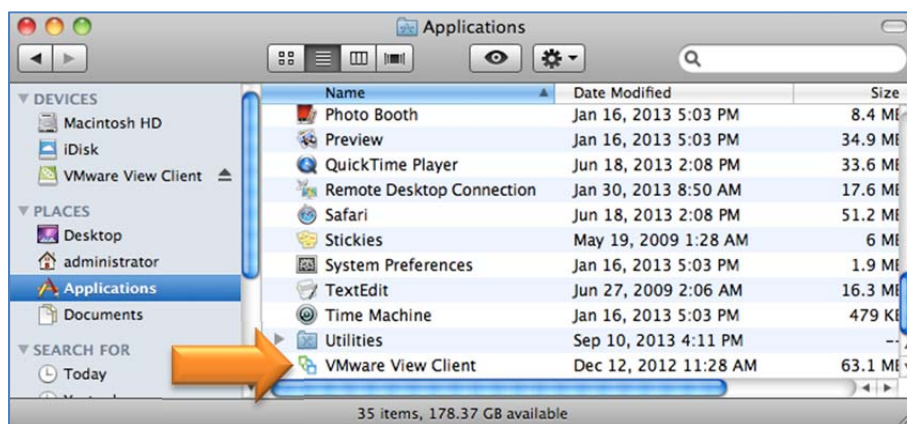 Applications
DEVICES
Macintosh HD
iDisk
VMware View Client
PLACES
Desktop
administrator
Applications
Documents
SEARCH FOR
Today
Name Date Modified Size
Photo Booth Jan 16, 2013 5:03 PM 8.4 MB
Preview Jan 16, 2013 5:03 PM 34.9 MB
QuickTime Player Jun 18, 2013 2:08 PM 33.6 MB
Remote Desktop Connection Jan 30, 2013 8:50 AM 17.6 MB
Safari Jun 18, 2013 2:08 PM 51.2 MB
Stickies May 19, 2009 1:28 AM 6 MB
System Preferences Jan 16, 2013 5:03 PM 1.9 MB
TextEdit Jun 27, 2009 2:06 AM 16.3 MB
Time Machine Jan 16, 2013 5:03 PM 479 KB
Utilities Sep 10, 2013 4:11 PM --
VMware View Client Dec 12, 2012 11:28 AM 63.1 MB
35 items, 178.37 GB available